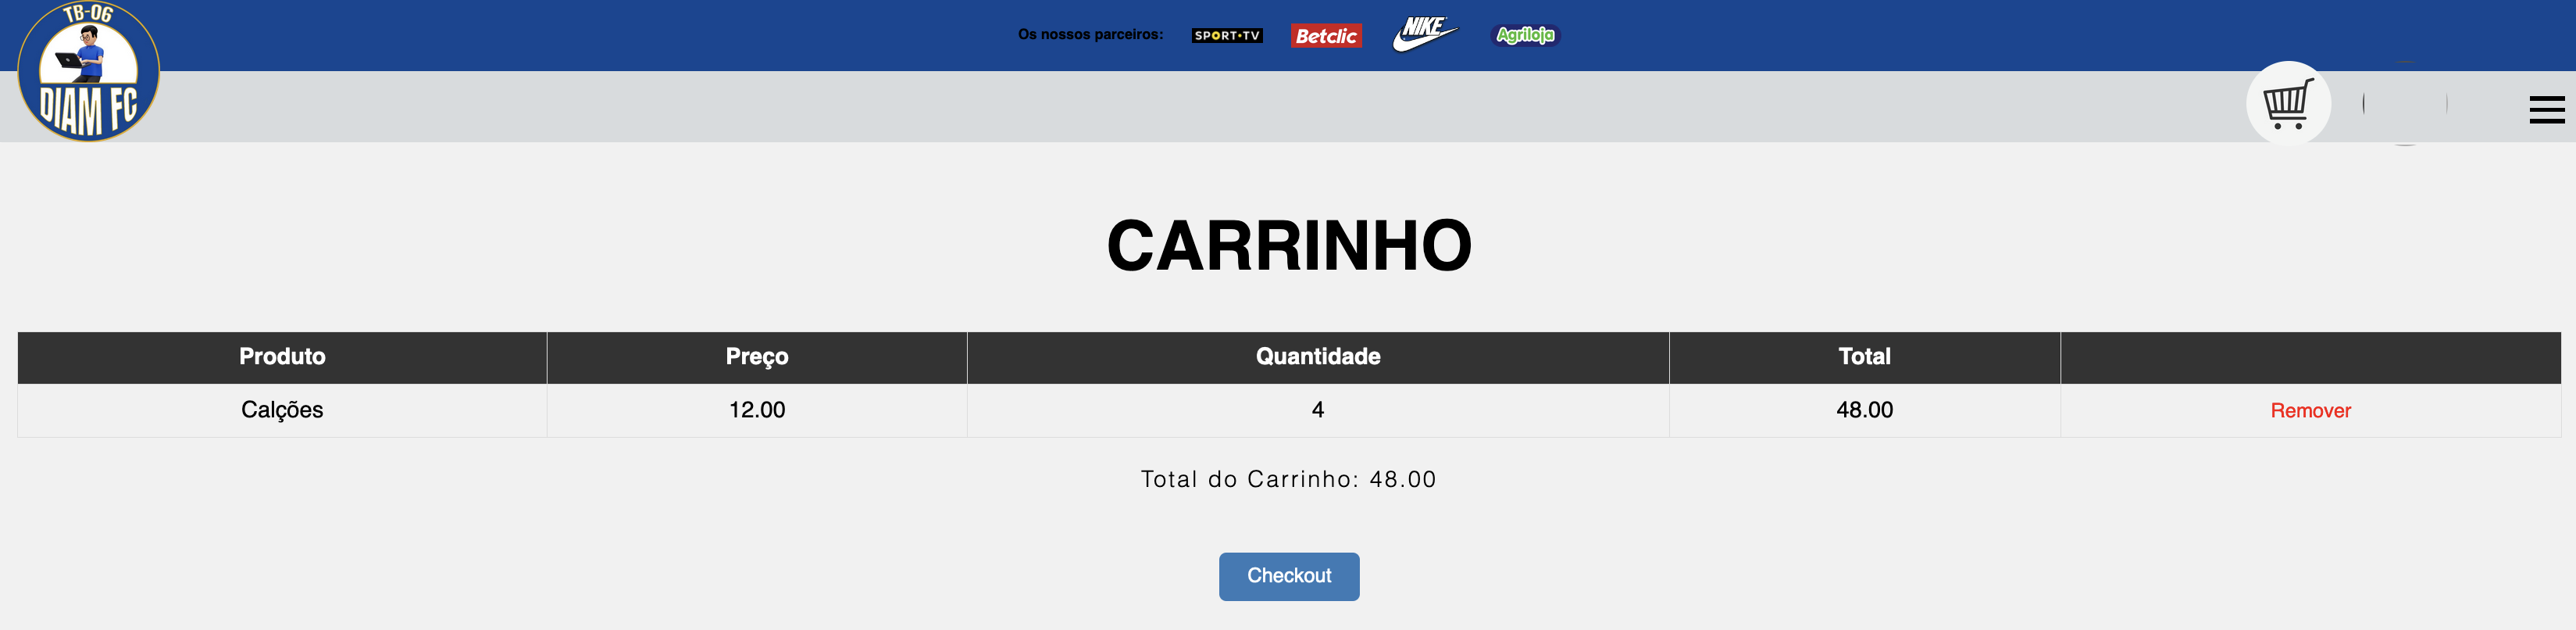 TB-06
DIAM FC
Os nossos parceiros: SPORT•TV Betclic NIKE Agriloja
CARRINHO
Produto Preço Quantidade Total
Calções 12.00 4 48.00 Remover
Total do Carrinho: 48.00
Checkout